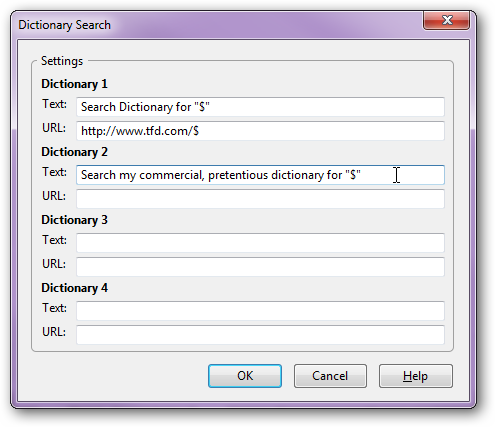 Dictionary Search
Settings
Dictionary 1
Text: Search Dictionary for "$"
URL: http://www.tfd.com/$
Dictionary 2
Text: Search my commercial, pretentious dictionary for "$"
URL:
Dictionary 3
Text:
URL:
Dictionary 4
Text:
URL:
OK Cancel Help